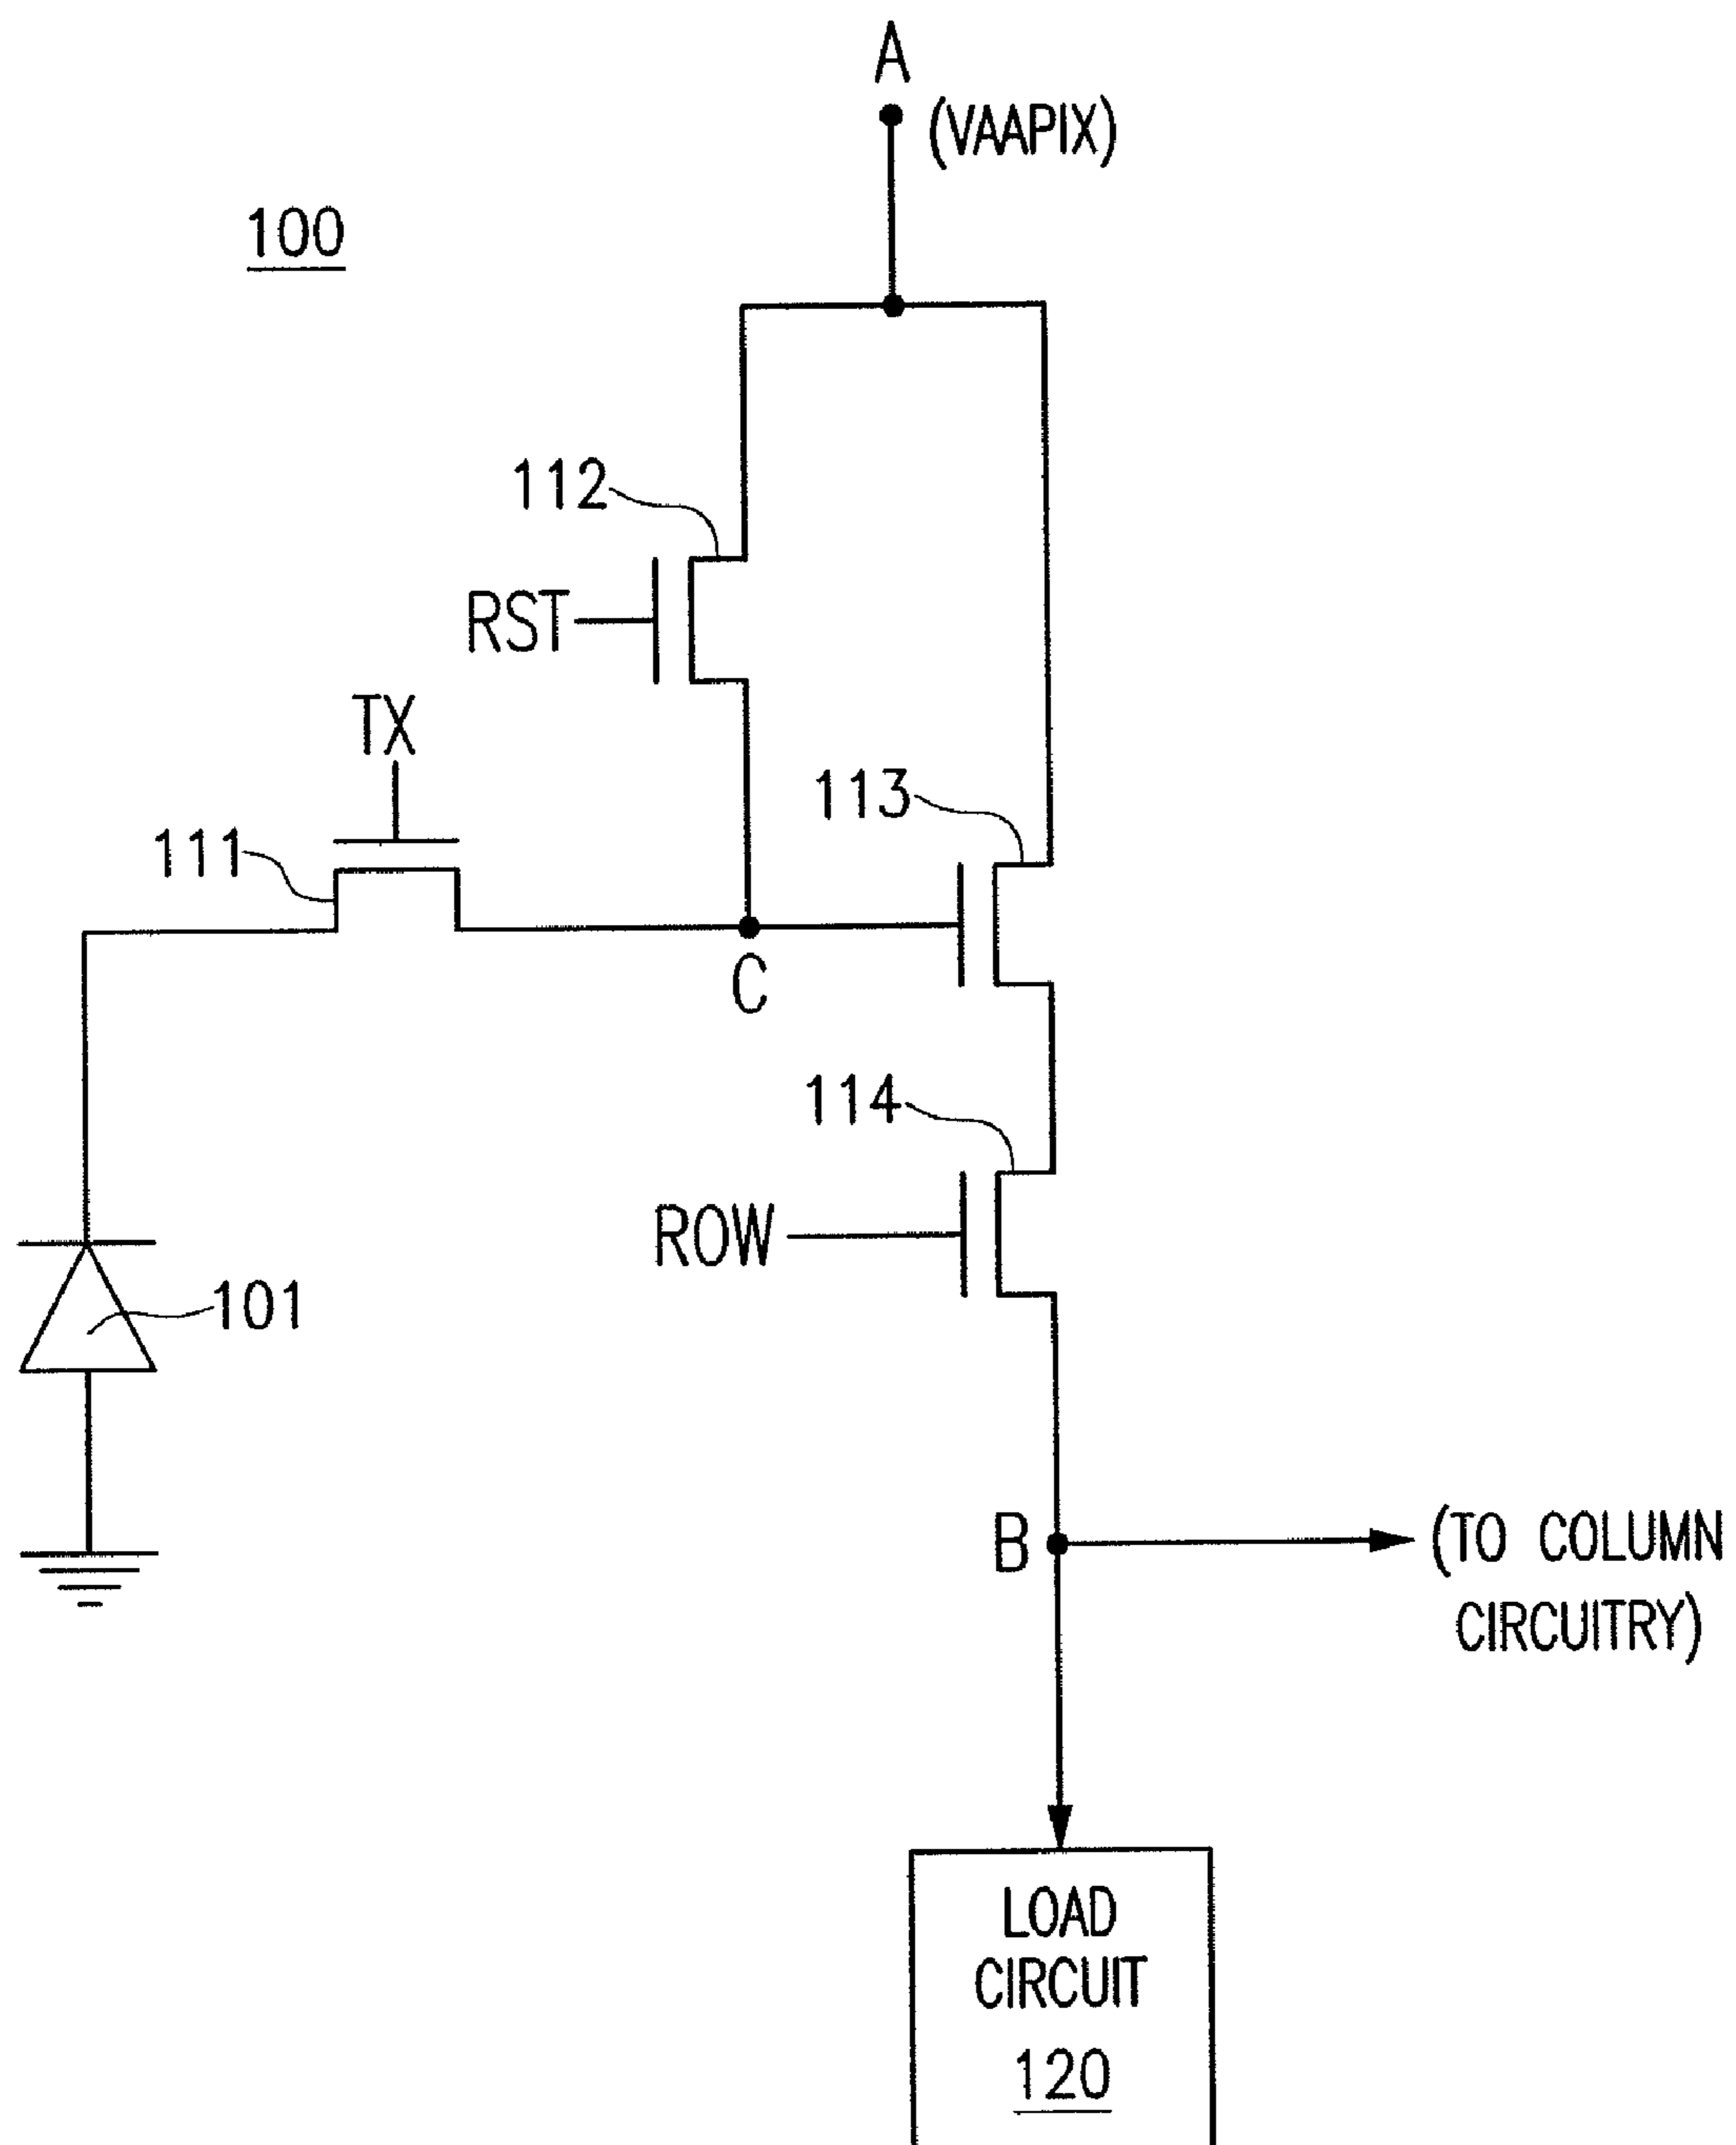 A
(VAAPIX)
100
112
RST
TX
113
111
C
114
ROW
101
B
(TO COLUMN
CIRCUITRY)
LOAD
CIRCUIT
120